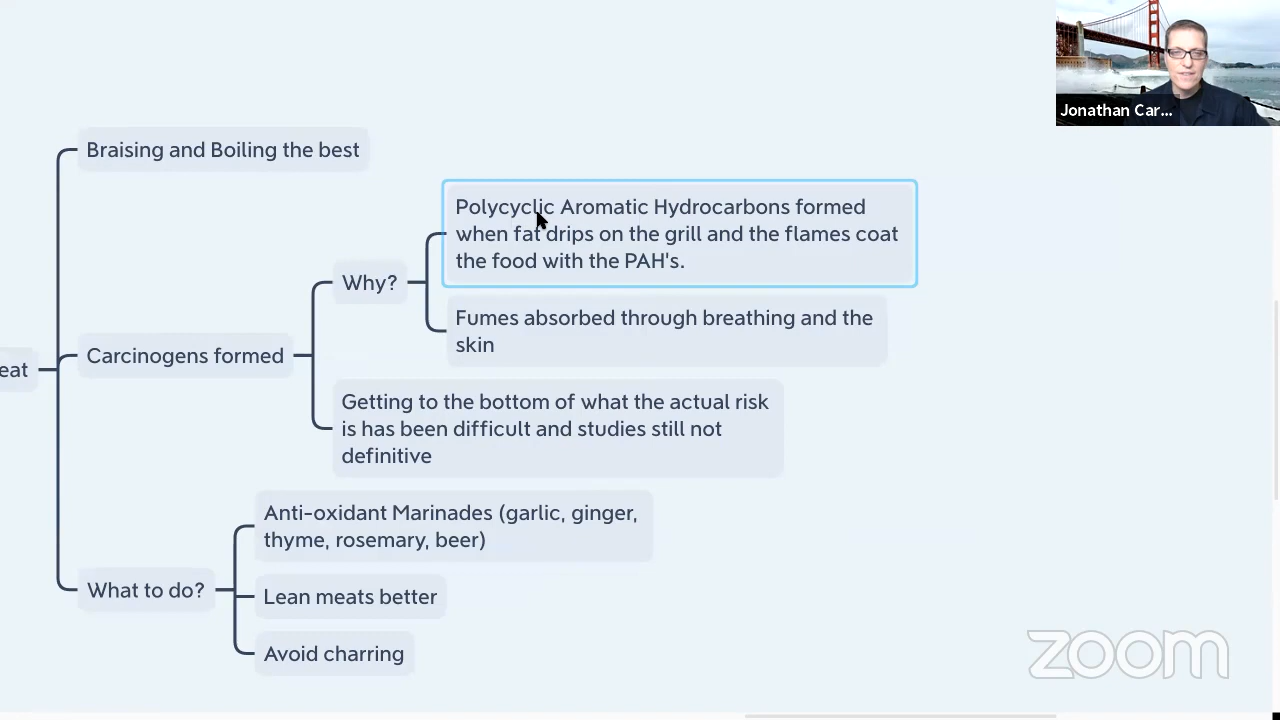 Jonathan Car...
Braising and Boiling the best
Polycyclic Aromatic Hydrocarbons formed
when fat drips on the grill and the flames coat
the food with the PAH's.
Why?
Fumes absorbed through breathing and the
skin
eat
Carcinogens formed
Getting to the bottom of what the actual risk
is has been difficult and studies still not
definitive
Anti-oxidant Marinades (garlic, ginger,
thyme, rosemary, beer)
What to do?
Lean meats better
Avoid charring
zoom